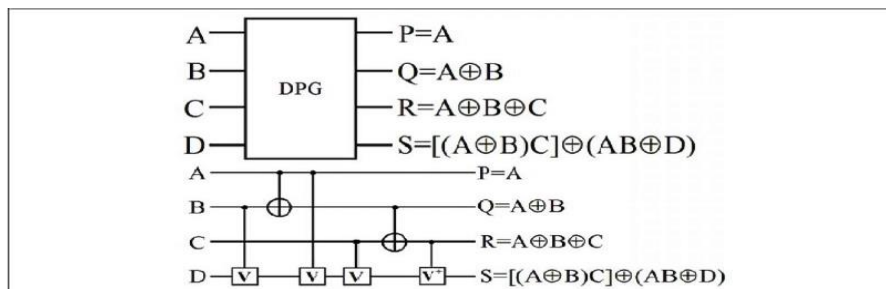 A P=A
B Q=A⊕B
DPG
C R=A⊕B⊕C
D S=[(A⊕B)C]⊕(AB⊕D)
A P=A
B Q=A⊕B
C R=A⊕B⊕C
D V V V V⁺ S=[(A⊕B)C]⊕(AB⊕D)